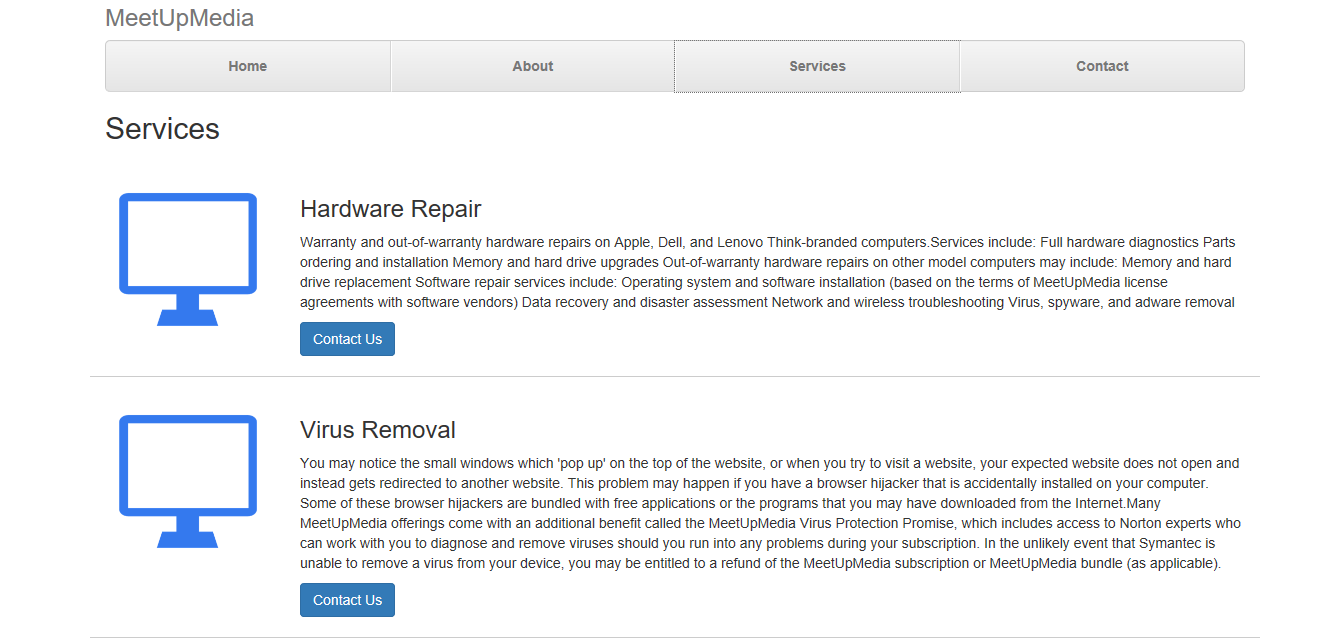 MeetUpMedia
Home
About
Services
Contact
Services
Hardware Repair
Warranty and out-of-warranty hardware repairs on Apple, Dell, and Lenovo Think-branded computers.Services include: Full hardware diagnostics Parts
ordering and installation Memory and hard drive upgrades Out-of-warranty hardware repairs on other model computers may include: Memory and hard
drive replacement Software repair services include: Operating system and software installation (based on the terms of MeetUpMedia license
agreements with software vendors) Data recovery and disaster assessment Network and wireless troubleshooting Virus, spyware, and adware removal
Contact Us
Virus Removal
You may notice the small windows which 'pop up' on the top of the website, or when you try to visit a website, your expected website does not open and
instead gets redirected to another website. This problem may happen if you have a browser hijacker that is accidentally installed on your computer.
Some of these browser hijackers are bundled with free applications or the programs that you may have downloaded from the Internet.Many
MeetUpMedia offerings come with an additional benefit called the MeetUpMedia Virus Protection Promise, which includes access to Norton experts who
can work with you to diagnose and remove viruses should you run into any problems during your subscription. In the unlikely event that Symantec is
unable to remove a virus from your device, you may be entitled to a refund of the MeetUpMedia subscription or MeetUpMedia bundle (as applicable).
Contact Us